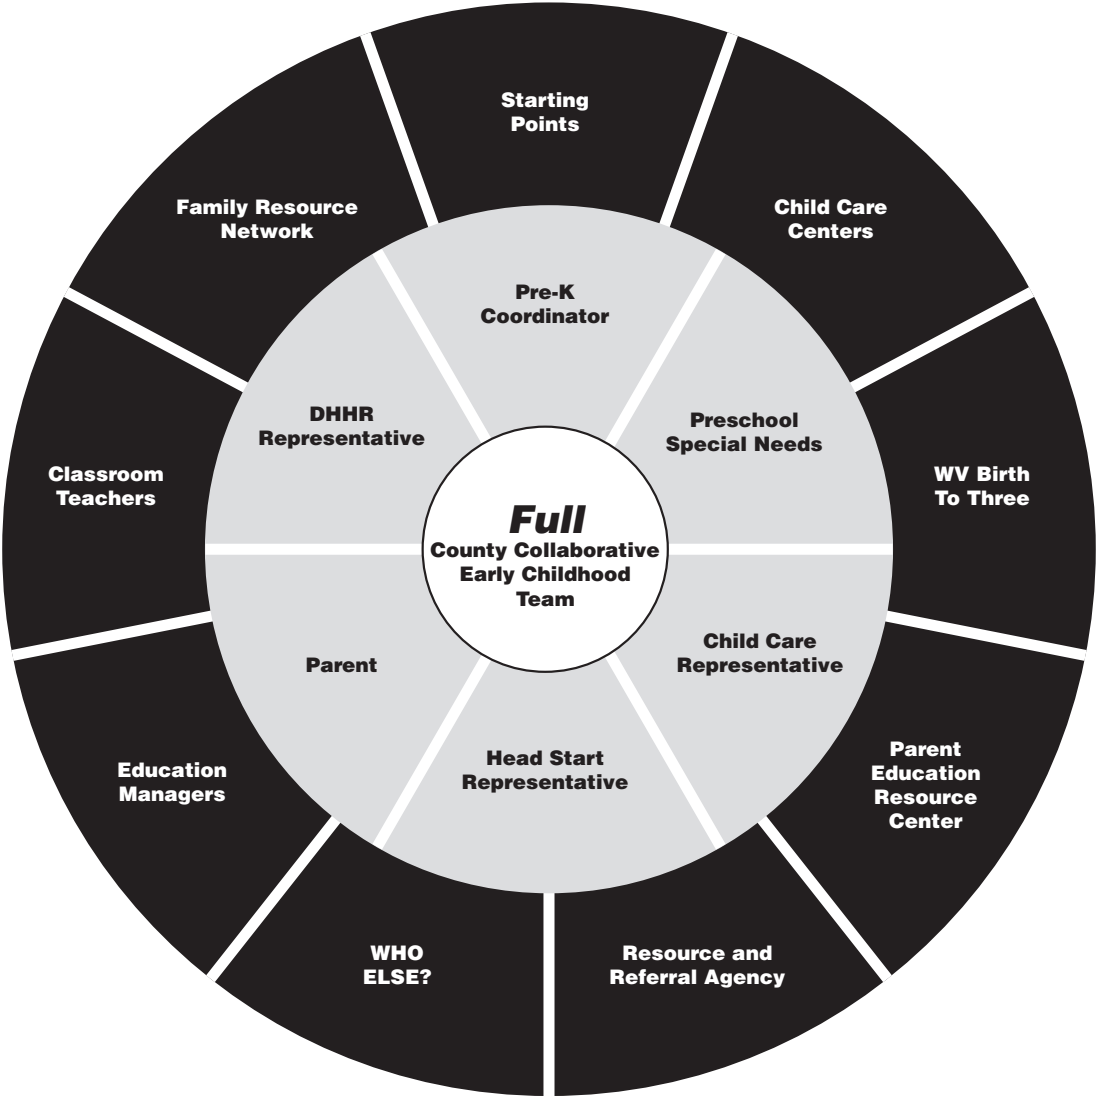 Starting
Points
Child Care
Centers
WV Birth
To Three
Parent
Education
Resource
Center
Resource and
Referral Agency
WHO
ELSE?
Education
Managers
Classroom
Teachers
Family Resource
Network
Pre-K
Coordinator
Preschool
Special Needs
Child Care
Representative
Head Start
Representative
Parent
DHHR
Representative
Full
County Collaborative
Early Childhood
Team